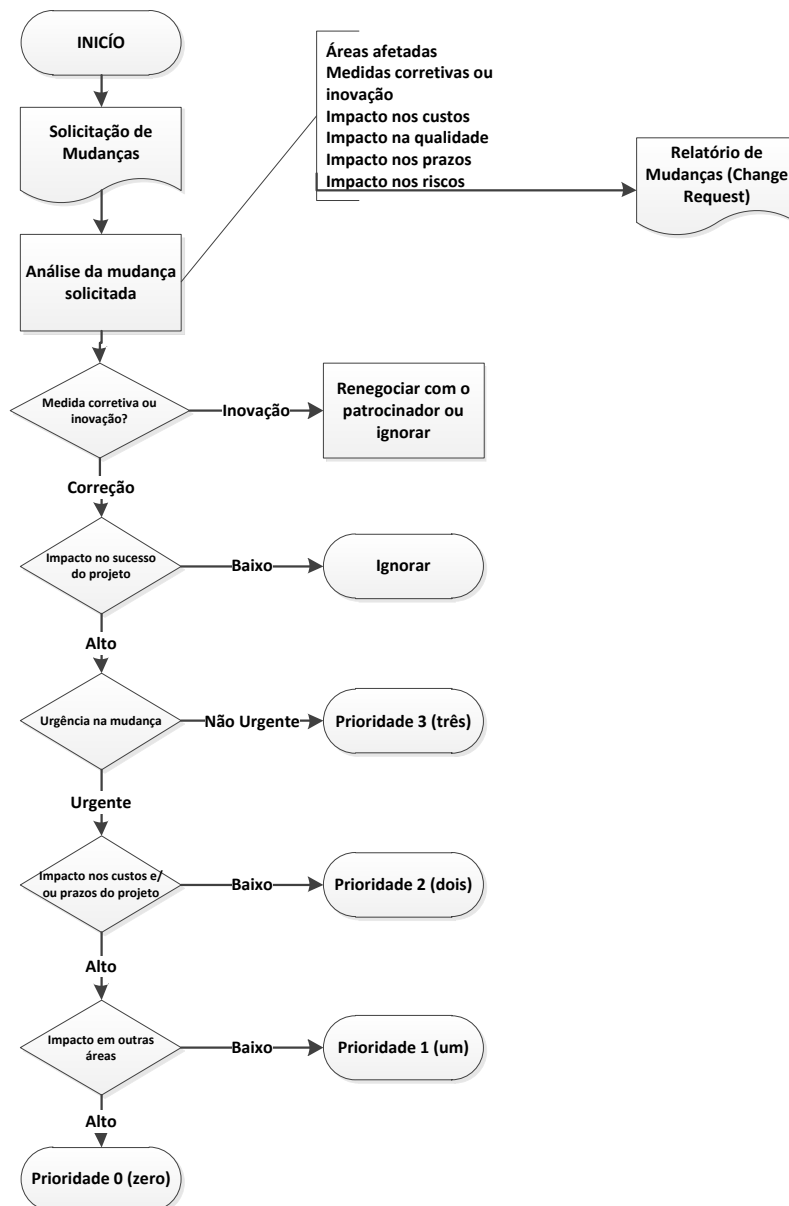 INICÍO
Solicitação de
Mudanças
Áreas afetadas
Medidas corretivas ou
inovação
Impacto nos custos
Impacto na qualidade
Impacto nos prazos
Impacto nos riscos
Relatório de
Mudanças (Change
Request)
Análise da mudança
solicitada
Medida corretiva ou
inovação?
Inovação
Renegociar com o
patrocinador ou
ignorar
Correção
Impacto no sucesso
do projeto
Baixo
Ignorar
Alto
Urgência na mudança
Não Urgente
Prioridade 3 (três)
Urgente
Impacto nos custos e/
ou prazos do projeto
Baixo
Prioridade 2 (dois)
Alto
Impacto em outras
áreas
Baixo
Prioridade 1 (um)
Alto
Prioridade 0 (zero)